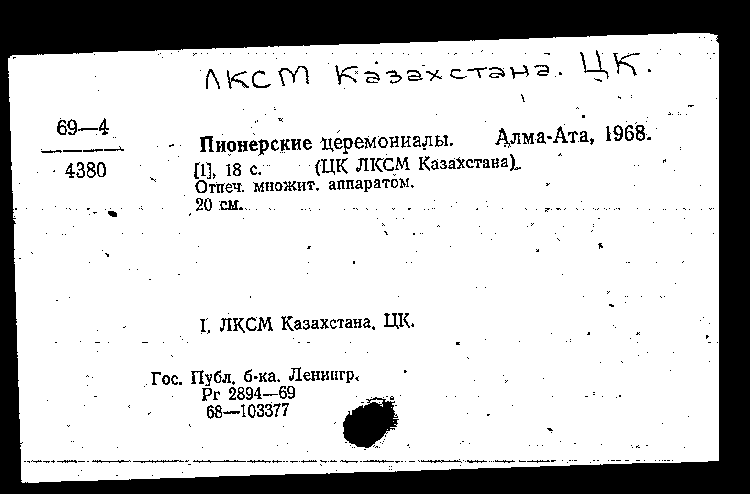 ЛКСМ Казахстана. ЦК.
69—4
4380
Пионерские церемониалы. Алма-Ата, 1968.
[1], 18 с. (ЦК ЛКСМ Казахстана).
Отпеч. множит. аппаратом.
20 см.
I. ЛКСМ Казахстана. ЦК.
Гос. Публ. б-ка. Ленингр.
Рг 2894—69
68—103377